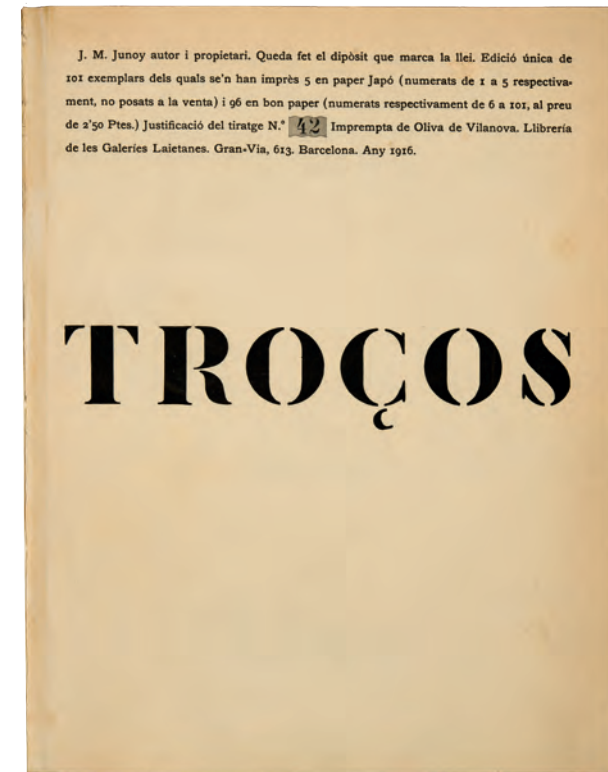 J. M. Junoy autor i propietari. Queda fet el dipòsit que marca la llei. Edició única de
101 exemplars dels quals se'n han imprès 5 en paper Japó (numerats de 1 a 5 respectiva-
ment, no posats a la venta) i 96 en bon paper (numerats respectivament de 6 a 101, al preu
de 2'50 Ptes.) Justificació del tiratge N.º 42 Imprempta de Oliva de Vilanova. Llibrería
de les Galeríes Laietanes. Gran-Via, 613. Barcelona. Any 1916.
TROÇOS